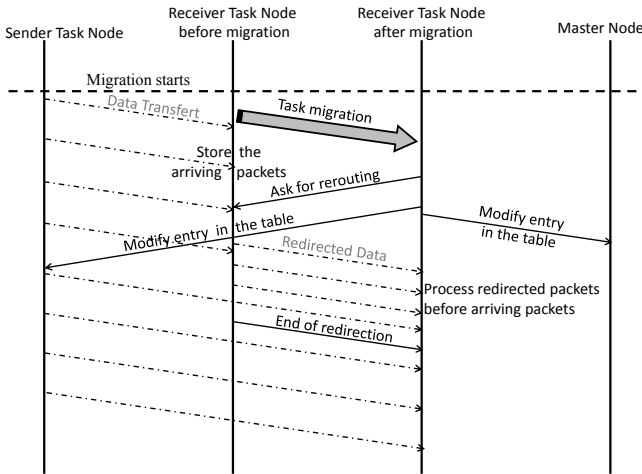 Sender Task Node
Receiver Task Node
before migration
Receiver Task Node
after migration
Master Node
Migration starts
Data Transfert
Task migration
Store the
arriving packets
Ask for rerouting
Modify entry in the table
Modify entry
in the table
Redirected Data
Process redirected packets
before arriving packets
End of redirection